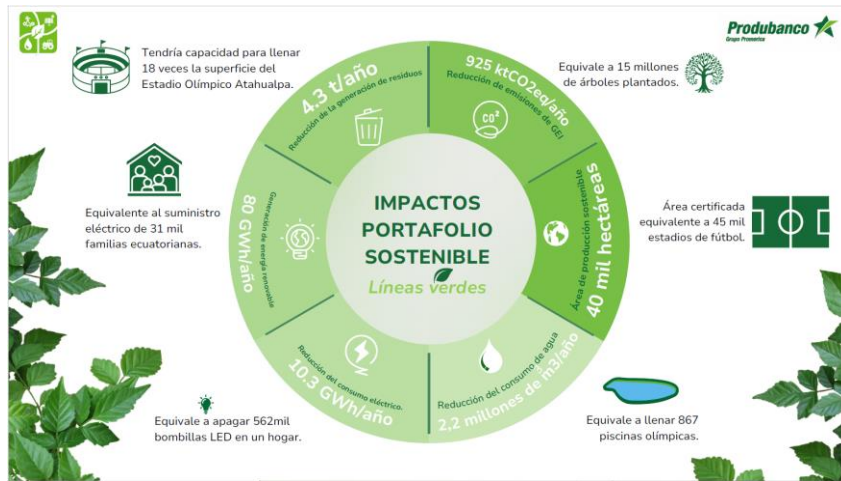 Produbanco
Grupo Promerica
Tendría capacidad para llenar
18 veces la superficie del
Estadio Olímpico Atahualpa.
4.3 t/año
Reducción de la generación de residuos
925 ktCO2eq/año
Reducción de emisiones de GEI
CO²
Equivale a 15 millones
de árboles plantados.
Equivalente al suministro
eléctrico de 31 mil
familias ecuatorianas.
80 GWh/año
Generación de energía renovable
IMPACTOS
PORTAFOLIO
SOSTENIBLE
Líneas verdes
Área de producción sostenible
40 mil hectáreas
Área certificada
equivalente a 45 mil
estadios de fútbol.
Reducción del consumo eléctrico.
10.3 GWh/año
Reducción del consumo de agua
2,2 millones de m3/año
Equivale a apagar 562mil
bombillas LED en un hogar.
Equivale a llenar 867
piscinas olímpicas.